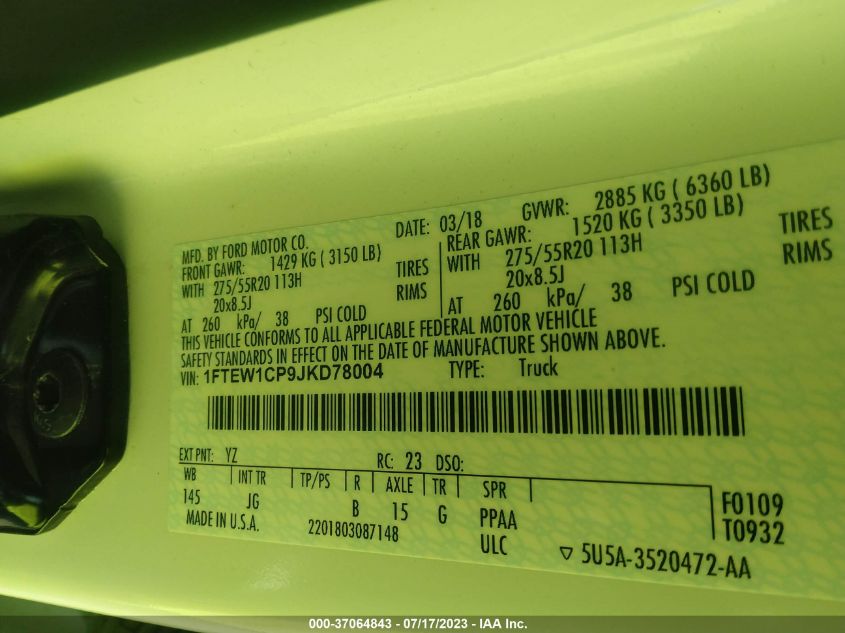 MFD. BY FORD MOTOR CO. DATE: 03/18 GVWR: 2885 KG ( 6360 LB)
FRONT GAWR: 1429 KG ( 3150 LB) REAR GAWR: 1520 KG ( 3350 LB)
WITH 275/55R20 113H TIRES WITH 275/55R20 113H TIRES
20x8.5J RIMS 20x8.5J RIMS
AT 260 kPa/ 38 PSI COLD AT 260 kPa/ 38 PSI COLD
THIS VEHICLE CONFORMS TO ALL APPLICABLE FEDERAL MOTOR VEHICLE
SAFETY STANDARDS IN EFFECT ON THE DATE OF MANUFACTURE SHOWN ABOVE.
VIN: 1FTEW1CP9JKD78004 TYPE: Truck
EXT PNT: YZ RC: 23 DSO:
WB INT TR TP/PS R AXLE TR SPR
145 JG B 15 G PPAA F0109
ULC T0932
MADE IN U.S.A. 2201803087148 5U5A-3520472-AA
000-37064843 - 07/17/2023 - IAA Inc.